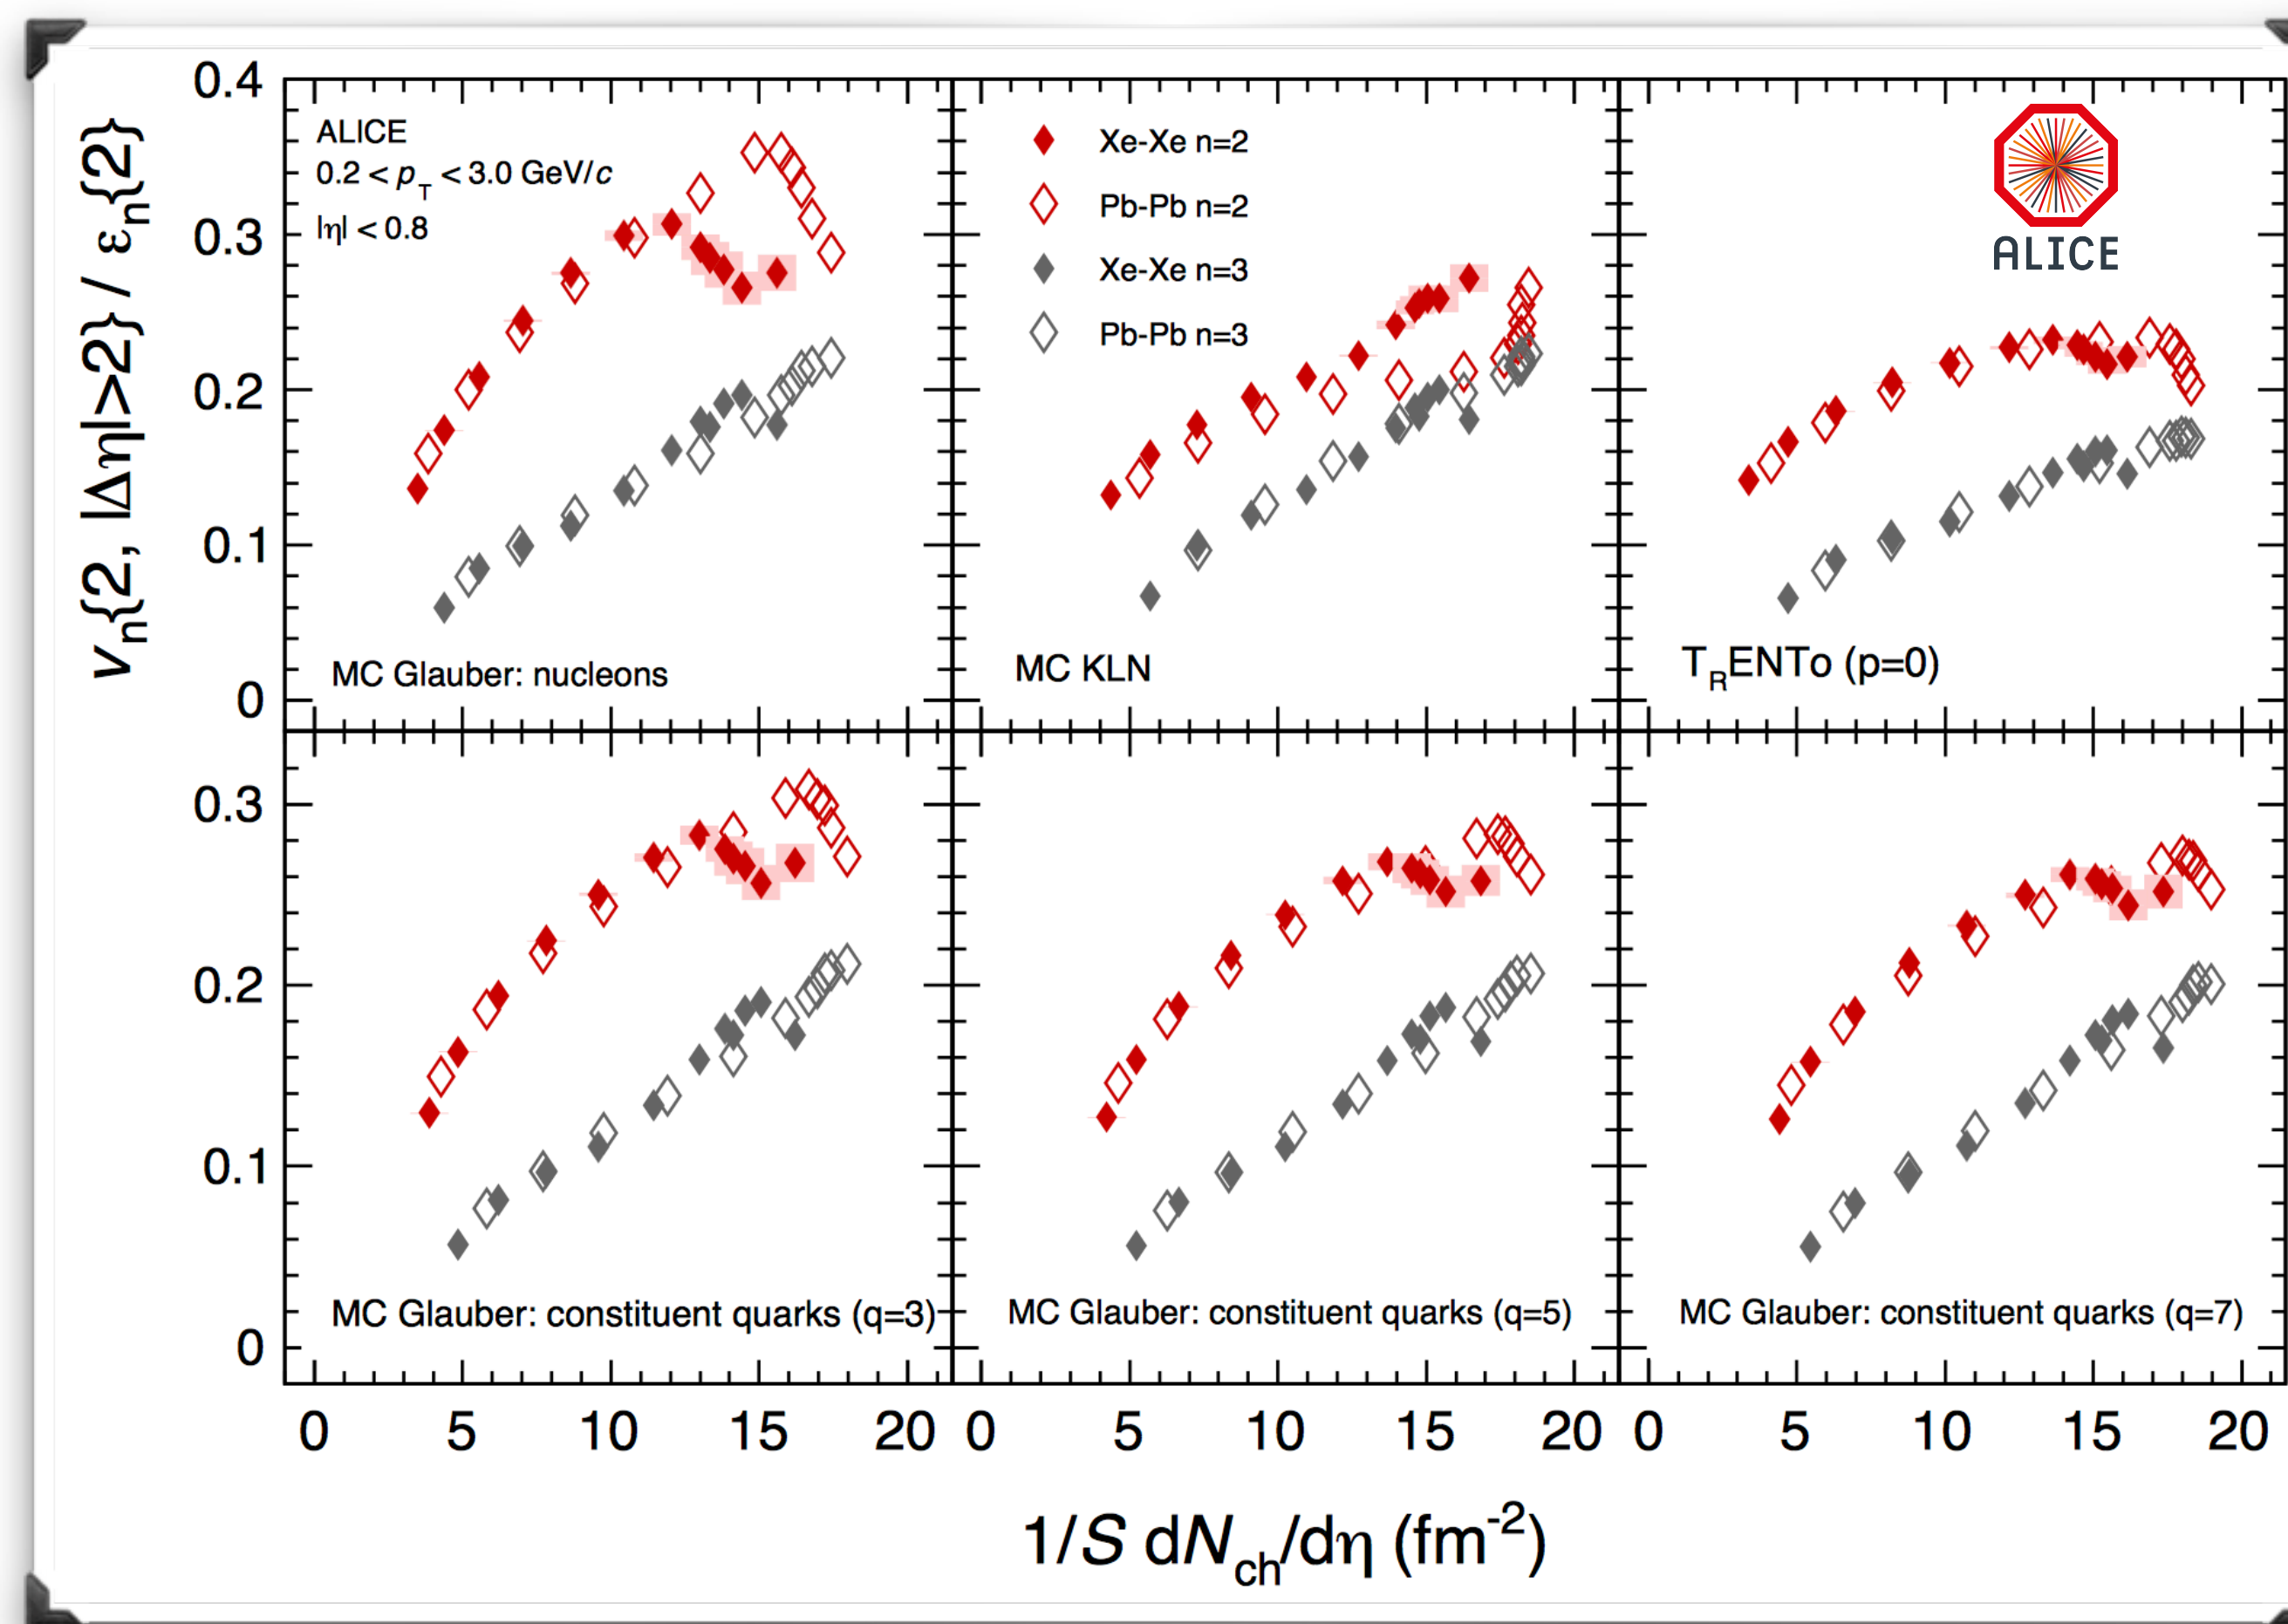 vₙ{2, |Δη|>2} / εₙ{2}
0.4
0.3
0.2
0.1
0
ALICE
0.2 < p_T < 3.0 GeV/c
|η| < 0.8
MC Glauber: nucleons
Xe-Xe n=2
Pb-Pb n=2
Xe-Xe n=3
Pb-Pb n=3
MC KLN
ALICE
T_RENTo (p=0)
0.3
0.2
0.1
0
MC Glauber: constituent quarks (q=3)
MC Glauber: constituent quarks (q=5)
MC Glauber: constituent quarks (q=7)
0 5 10 15 20 0 5 10 15 20 0 5 10 15 20
1/S dN_ch/dη (fm⁻²)